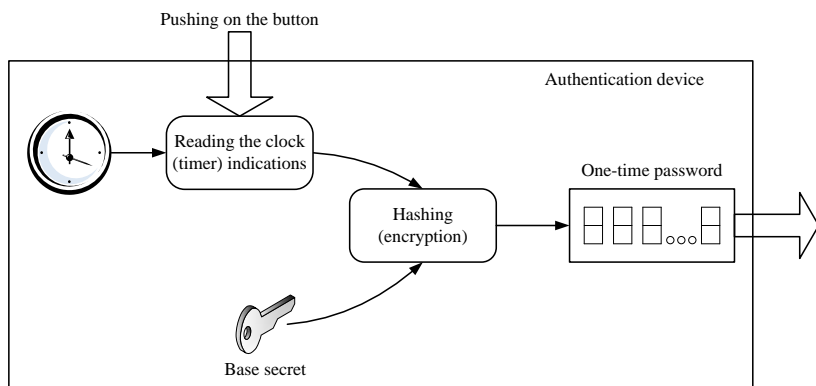 Pushing on the button
Authentication device
Reading the clock
(timer) indications
One-time password
Hashing
(encryption)
Base secret